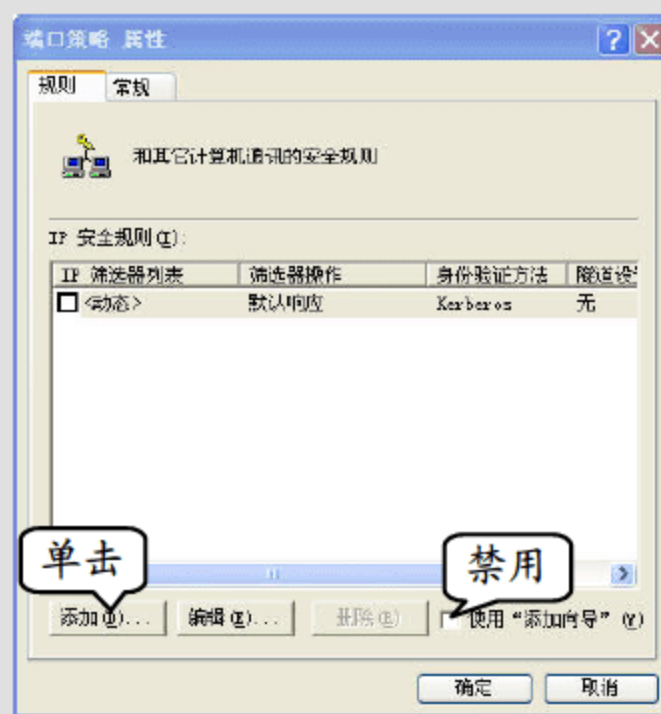 端口策略 属性
规则 常规
和其它计算机通讯的安全规则
IP 安全规则(I):
IP 筛选器列表 筛选器操作 身份验证方法 隧道设
<动态> 默认响应 Kerberos 无
单击 禁用
添加(D)... 编辑(E)... 删除(R) 使用“添加向导”(W)
确定 取消